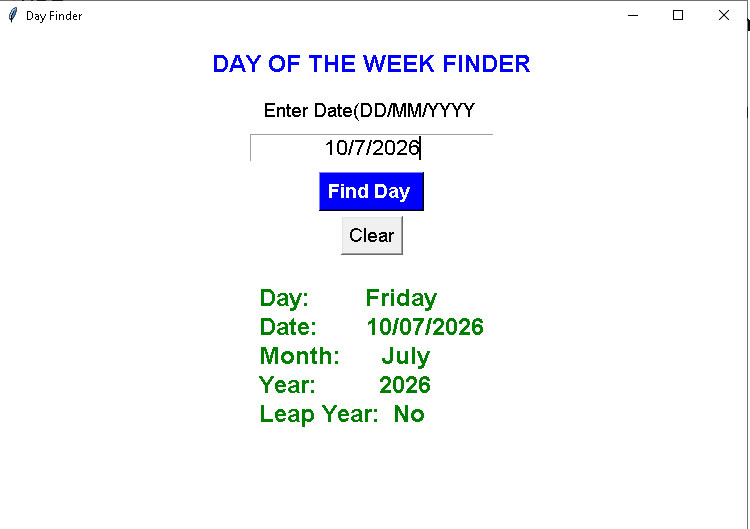 Day Finder
DAY OF THE WEEK FINDER
Enter Date(DD/MM/YYYY
10/7/2026
Find Day
Clear
Day: Friday
Date: 10/07/2026
Month: July
Year: 2026
Leap Year: No